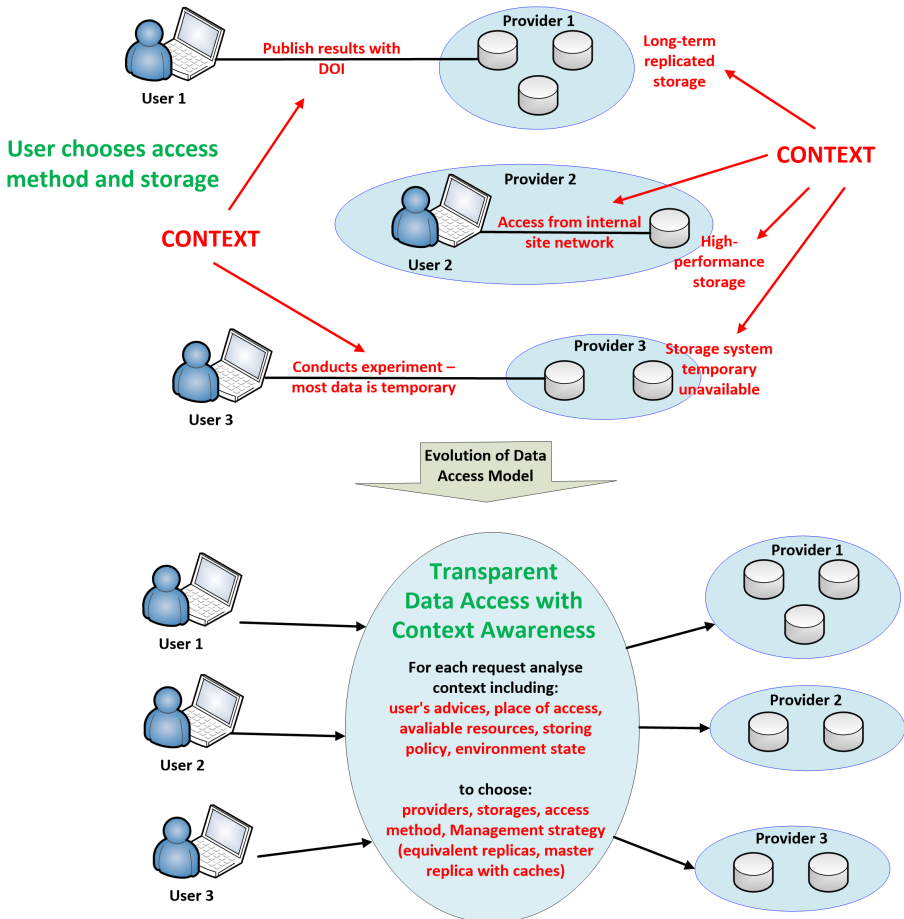 Provider 1
Publish results with
DOI
Long-term
replicated
storage
User 1
User chooses access
method and storage
CONTEXT
Provider 2
Access from internal
site network
User 2
CONTEXT
High-
performance
storage
Provider 3
Storage system
temporary
unavailable
Conducts experiment –
most data is temporary
User 3
Evolution of Data
Access Model
Provider 1
Transparent
Data Access with
Context Awareness
User 1
For each request analyse
context including:
user's advices, place of access,
avaliable resources, storing
policy, environment state
Provider 2
User 2
to choose:
providers, storages, access
method, Management strategy
(equivalent replicas, master
replica with caches)
Provider 3
User 3